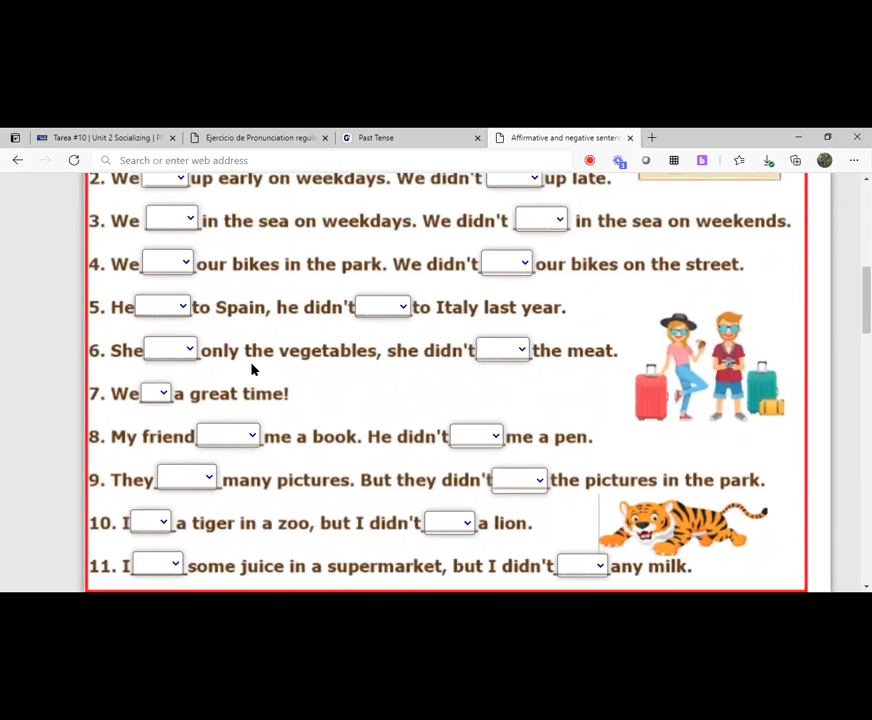 Tarea #10 | Unit 2 Socializing | Pl
Ejercicio de Pronunciation regula
Past Tense
Affirmative and negative senten
Search or enter web address
2. We up early on weekdays. We didn't up late.
3. We in the sea on weekdays. We didn't in the sea on weekends.
4. We our bikes in the park. We didn't our bikes on the street.
5. He to Spain, he didn't to Italy last year.
6. She only the vegetables, she didn't the meat.
7. We a great time!
8. My friend me a book. He didn't me a pen.
9. They many pictures. But they didn't the pictures in the park.
10. I a tiger in a zoo, but I didn't a lion.
11. I some juice in a supermarket, but I didn't any milk.